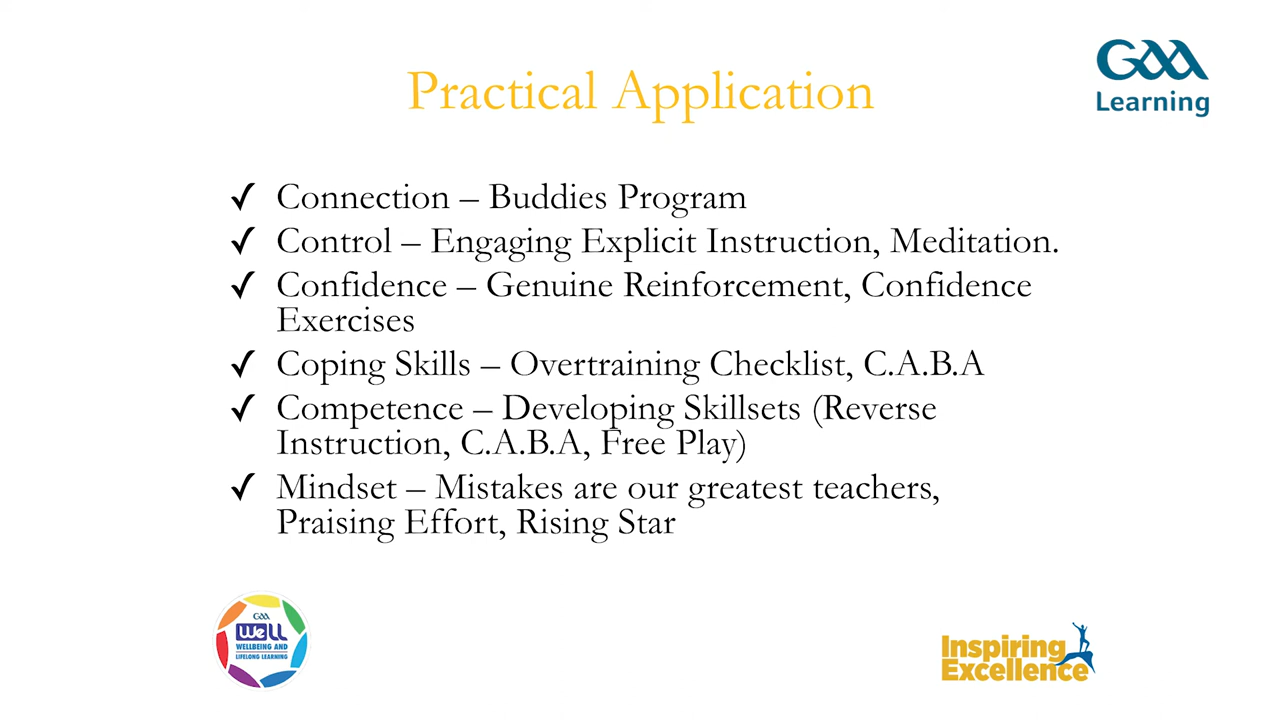 GAA
Learning
Practical Application
✓ Connection – Buddies Program
✓ Control – Engaging Explicit Instruction, Meditation.
✓ Confidence – Genuine Reinforcement, Confidence
Exercises
✓ Coping Skills – Overtraining Checklist, C.A.B.A
✓ Competence – Developing Skillsets (Reverse
Instruction, C.A.B.A, Free Play)
✓ Mindset – Mistakes are our greatest teachers,
Praising Effort, Rising Star
GAA
WeLL
WELLBEING AND
LIFELONG LEARNING
Inspiring
Excellence